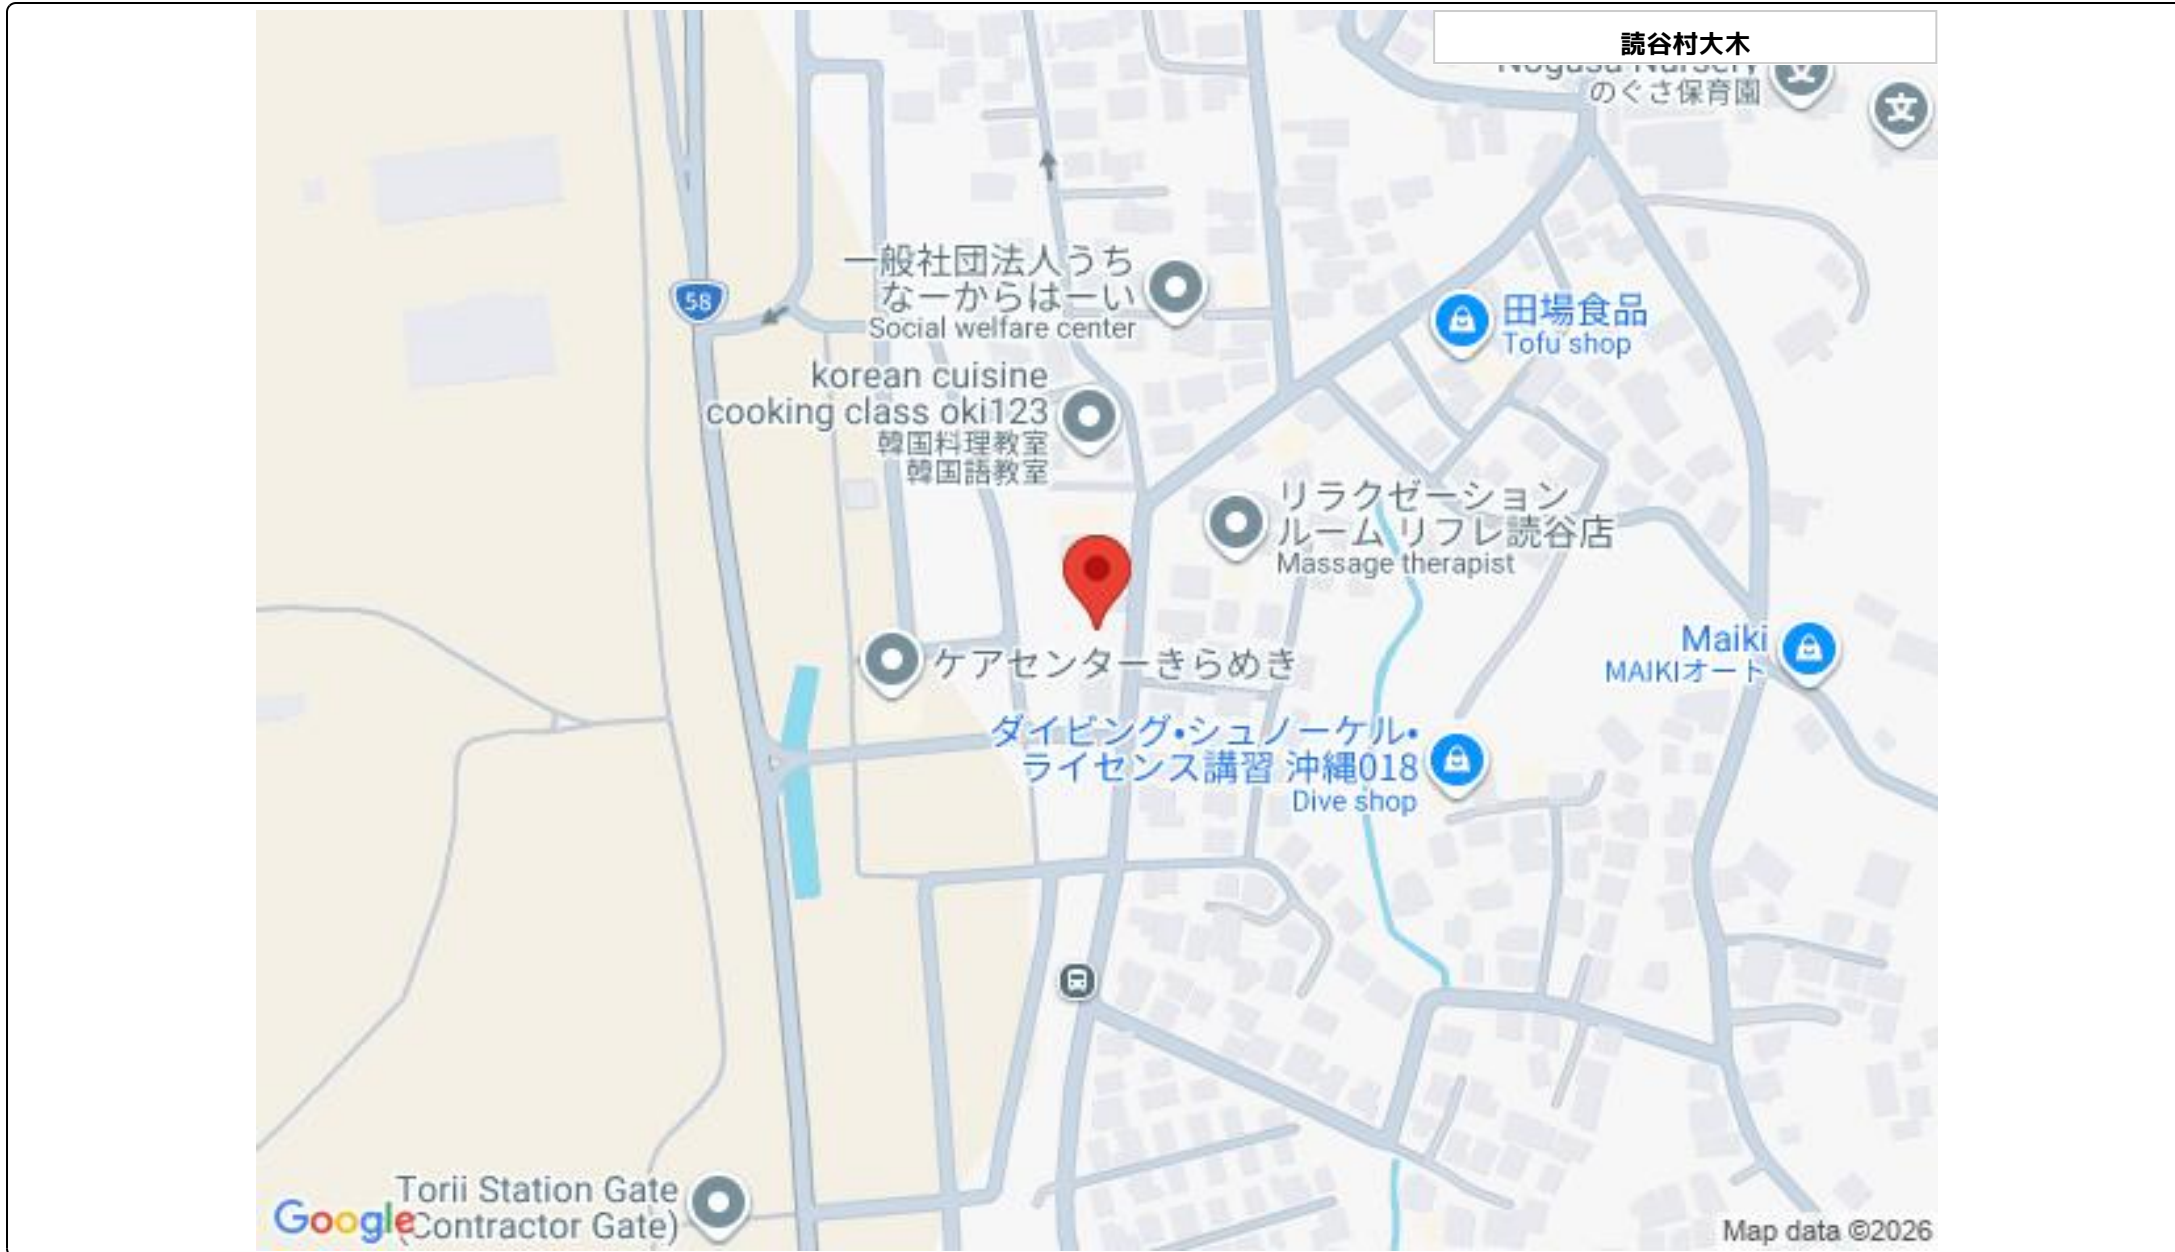 読谷村大木
Nogusa Nursery
のぐさ保育園
文
文
58
一般社団法人うち
なーからはーい
Social welfare center
田場食品
Tofu shop
korean cuisine
cooking class oki123
韓国料理教室
韓国語教室
リラクゼーション
ルーム リフレ読谷店
Massage therapist
ケアセンターきらめき
Maiki
MAIKIオート
ダイビング•シュノーケル•
ライセンス講習 沖縄018
Dive shop
Torii Station Gate
(Contractor Gate)
Google
Map data ©2026